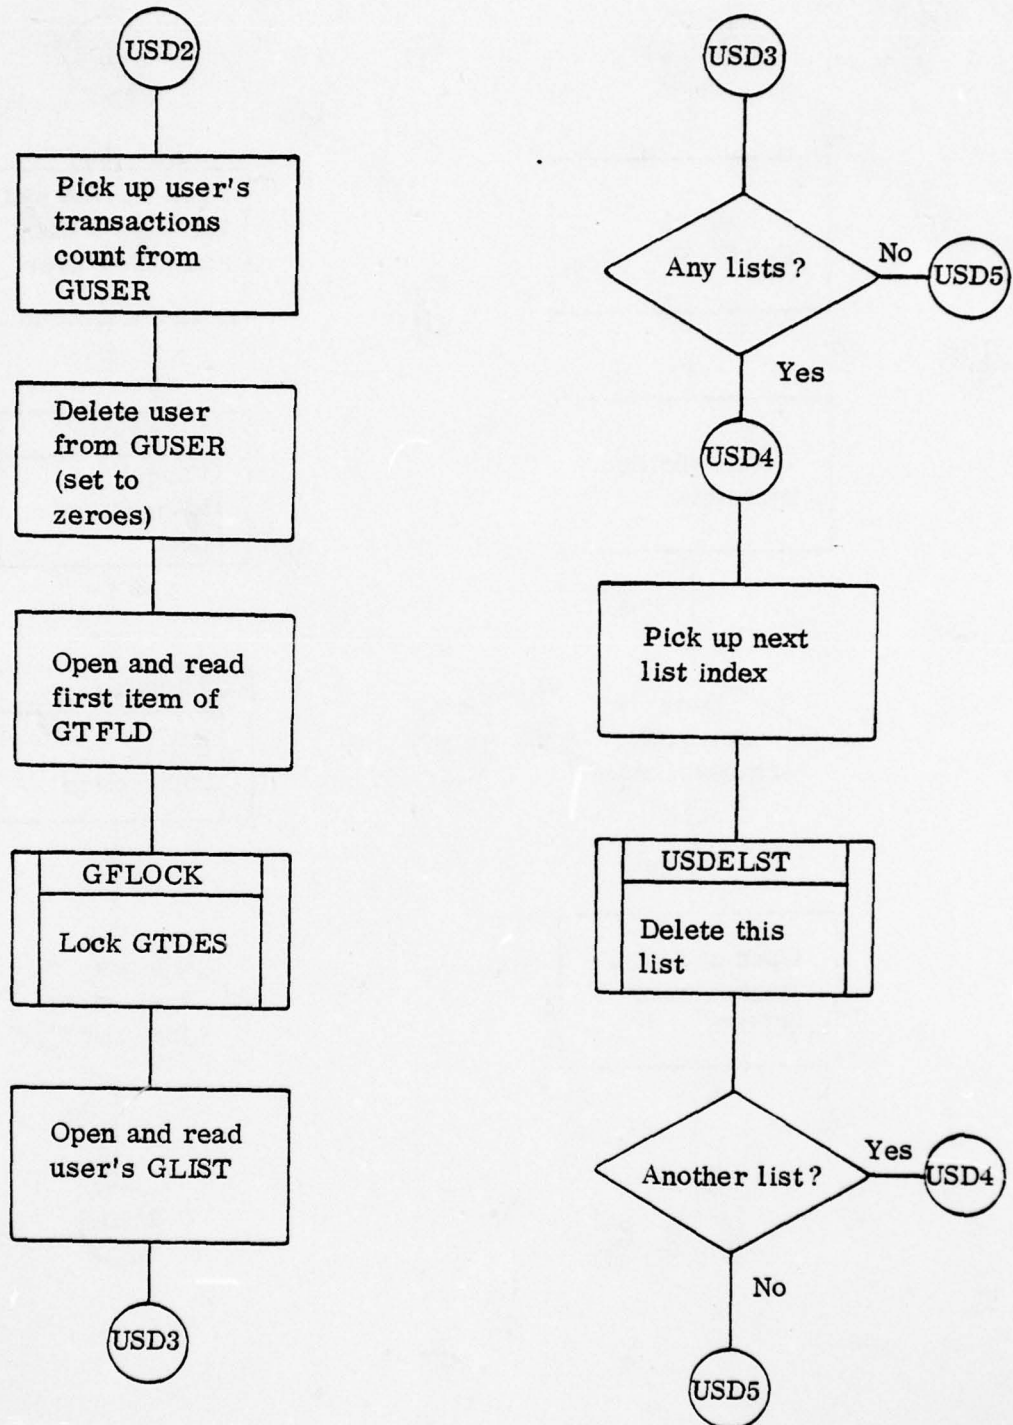 USD2
Pick up user's
transactions
count from
GUSER
Delete user
from GUSER
(set to
zeroes)
Open and read
first item of
GTFLD
GFLOCK
Lock GTDES
Open and read
user's GLIST
USD3
USD3
Any lists?
No
USD5
Yes
USD4
Pick up next
list index
USDELST
Delete this
list
Another list?
Yes
USD4
No
USD5